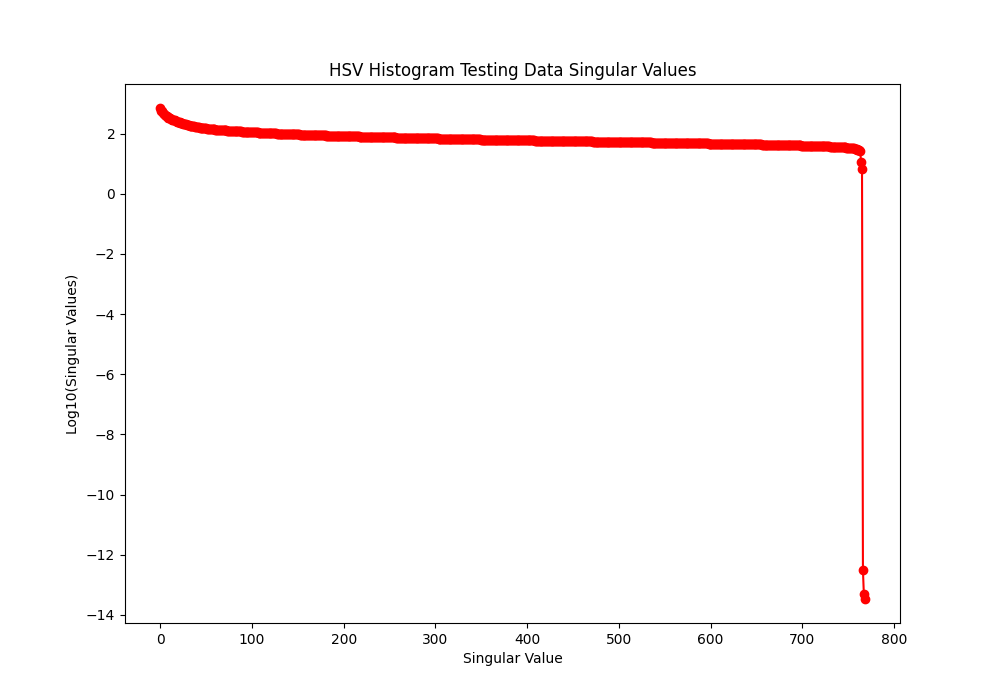 HSV Histogram Testing Data Singular Values
2
0
−2
−4
−6
−8
−10
−12
−14
Log10(Singular Values)
0 100 200 300 400 500 600 700 800
Singular Value